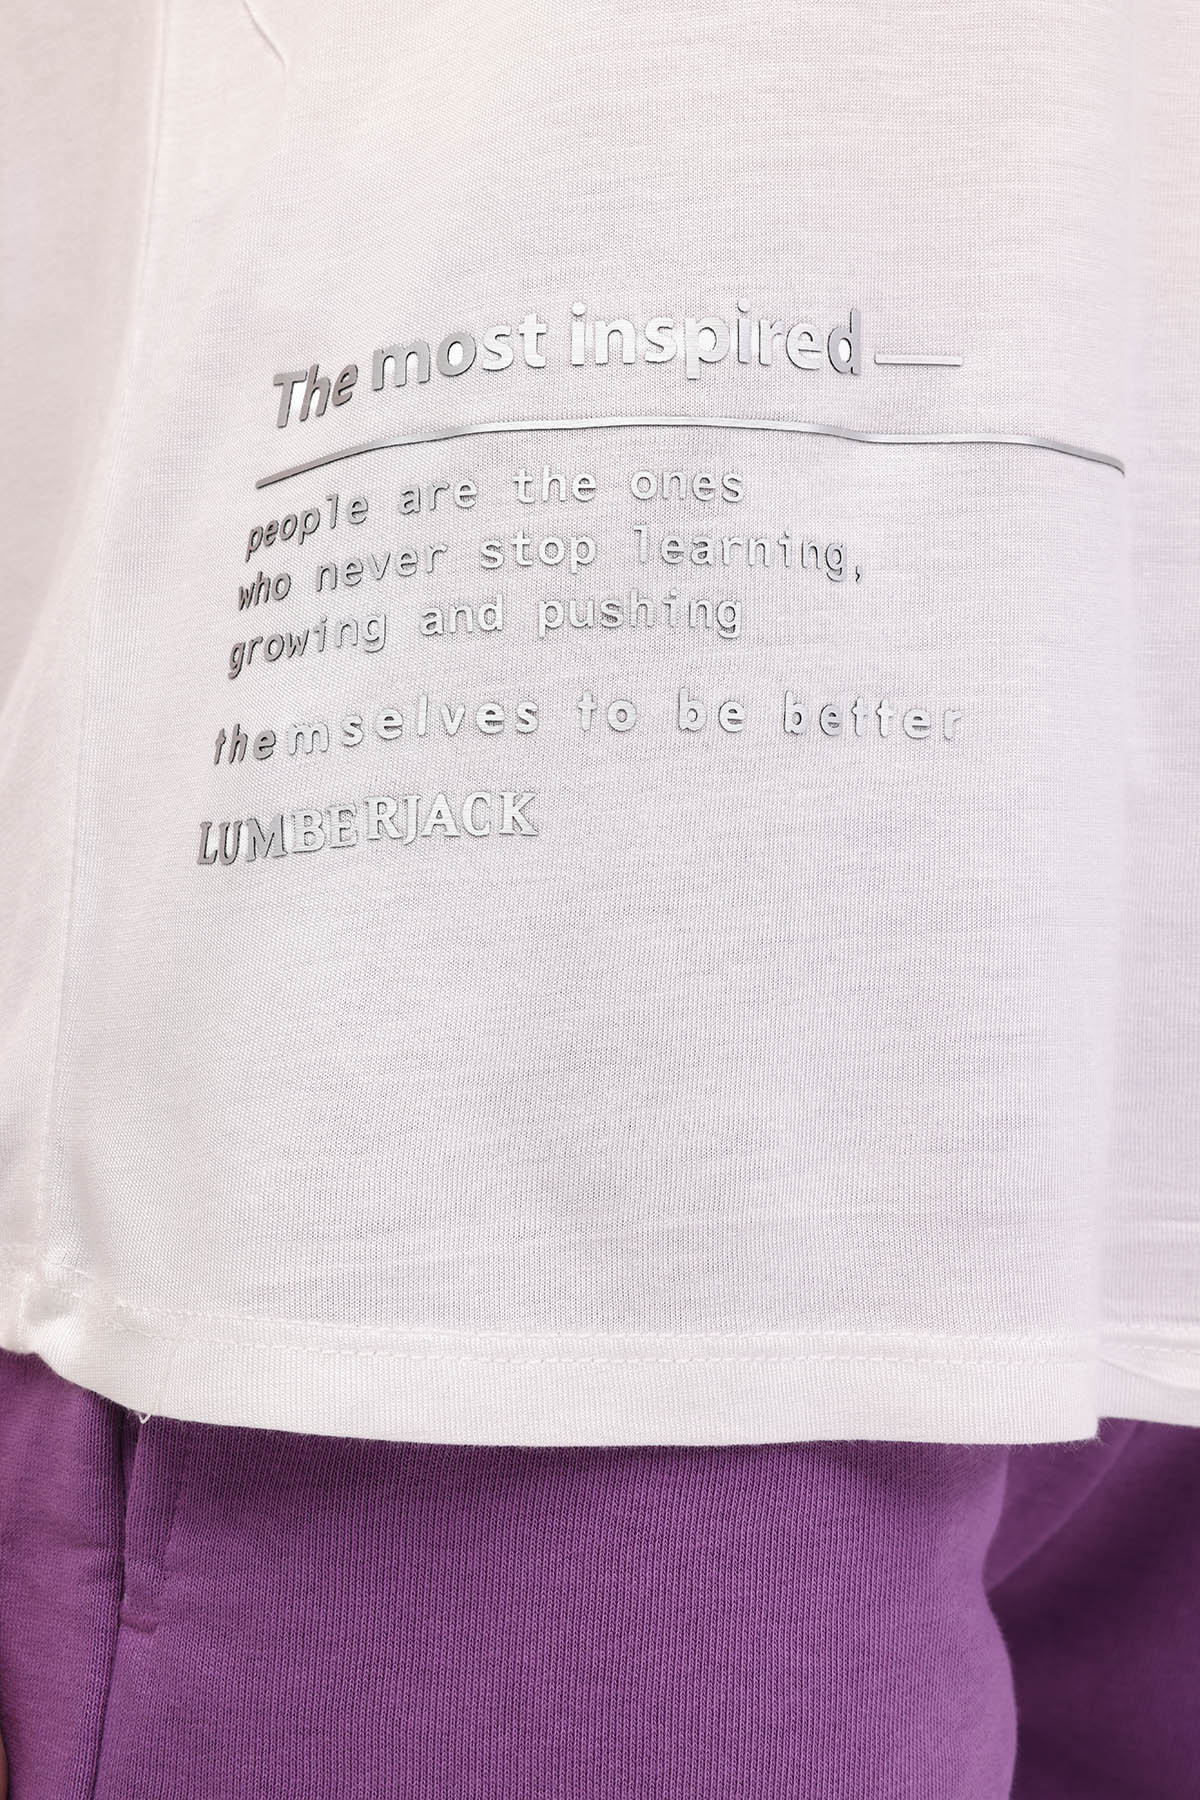 The most inspired —
people are the ones
who never stop learning,
growing and pushing
themselves to be better
LUMBERJACK